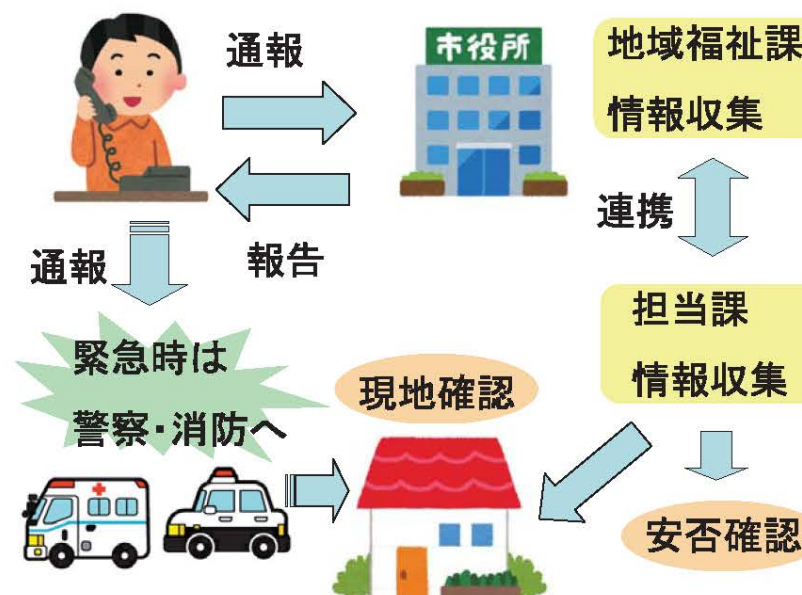 通報
市役所
地域福祉課
情報収集
連携
報告
通報
緊急時は
警察・消防へ
現地確認
担当課
情報収集
安否確認